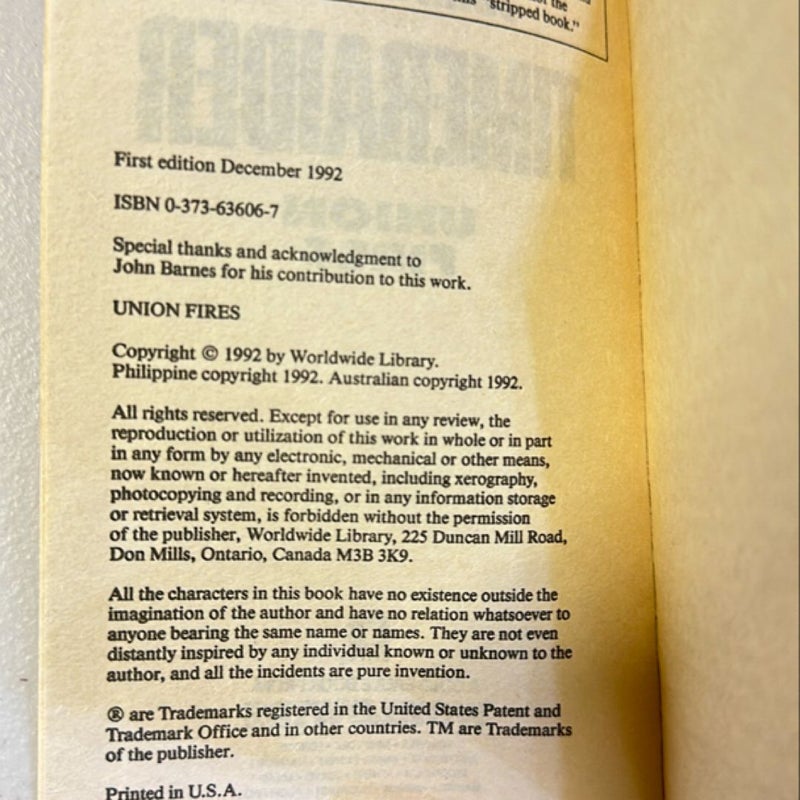 of the
"stripped book."
First edition December 1992
ISBN 0-373-63606-7
Special thanks and acknowledgment to
John Barnes for his contribution to this work.
UNION FIRES
Copyright © 1992 by Worldwide Library.
Philippine copyright 1992. Australian copyright 1992.
All rights reserved. Except for use in any review, the
reproduction or utilization of this work in whole or in part
in any form by any electronic, mechanical or other means,
now known or hereafter invented, including xerography,
photocopying and recording, or in any information storage
or retrieval system, is forbidden without the permission
of the publisher, Worldwide Library, 225 Duncan Mill Road,
Don Mills, Ontario, Canada M3B 3K9.
All the characters in this book have no existence outside the
imagination of the author and have no relation whatsoever to
anyone bearing the same name or names. They are not even
distantly inspired by any individual known or unknown to the
author, and all the incidents are pure invention.
® are Trademarks registered in the United States Patent and
Trademark Office and in other countries. TM are Trademarks
of the publisher.
Printed in U.S.A.